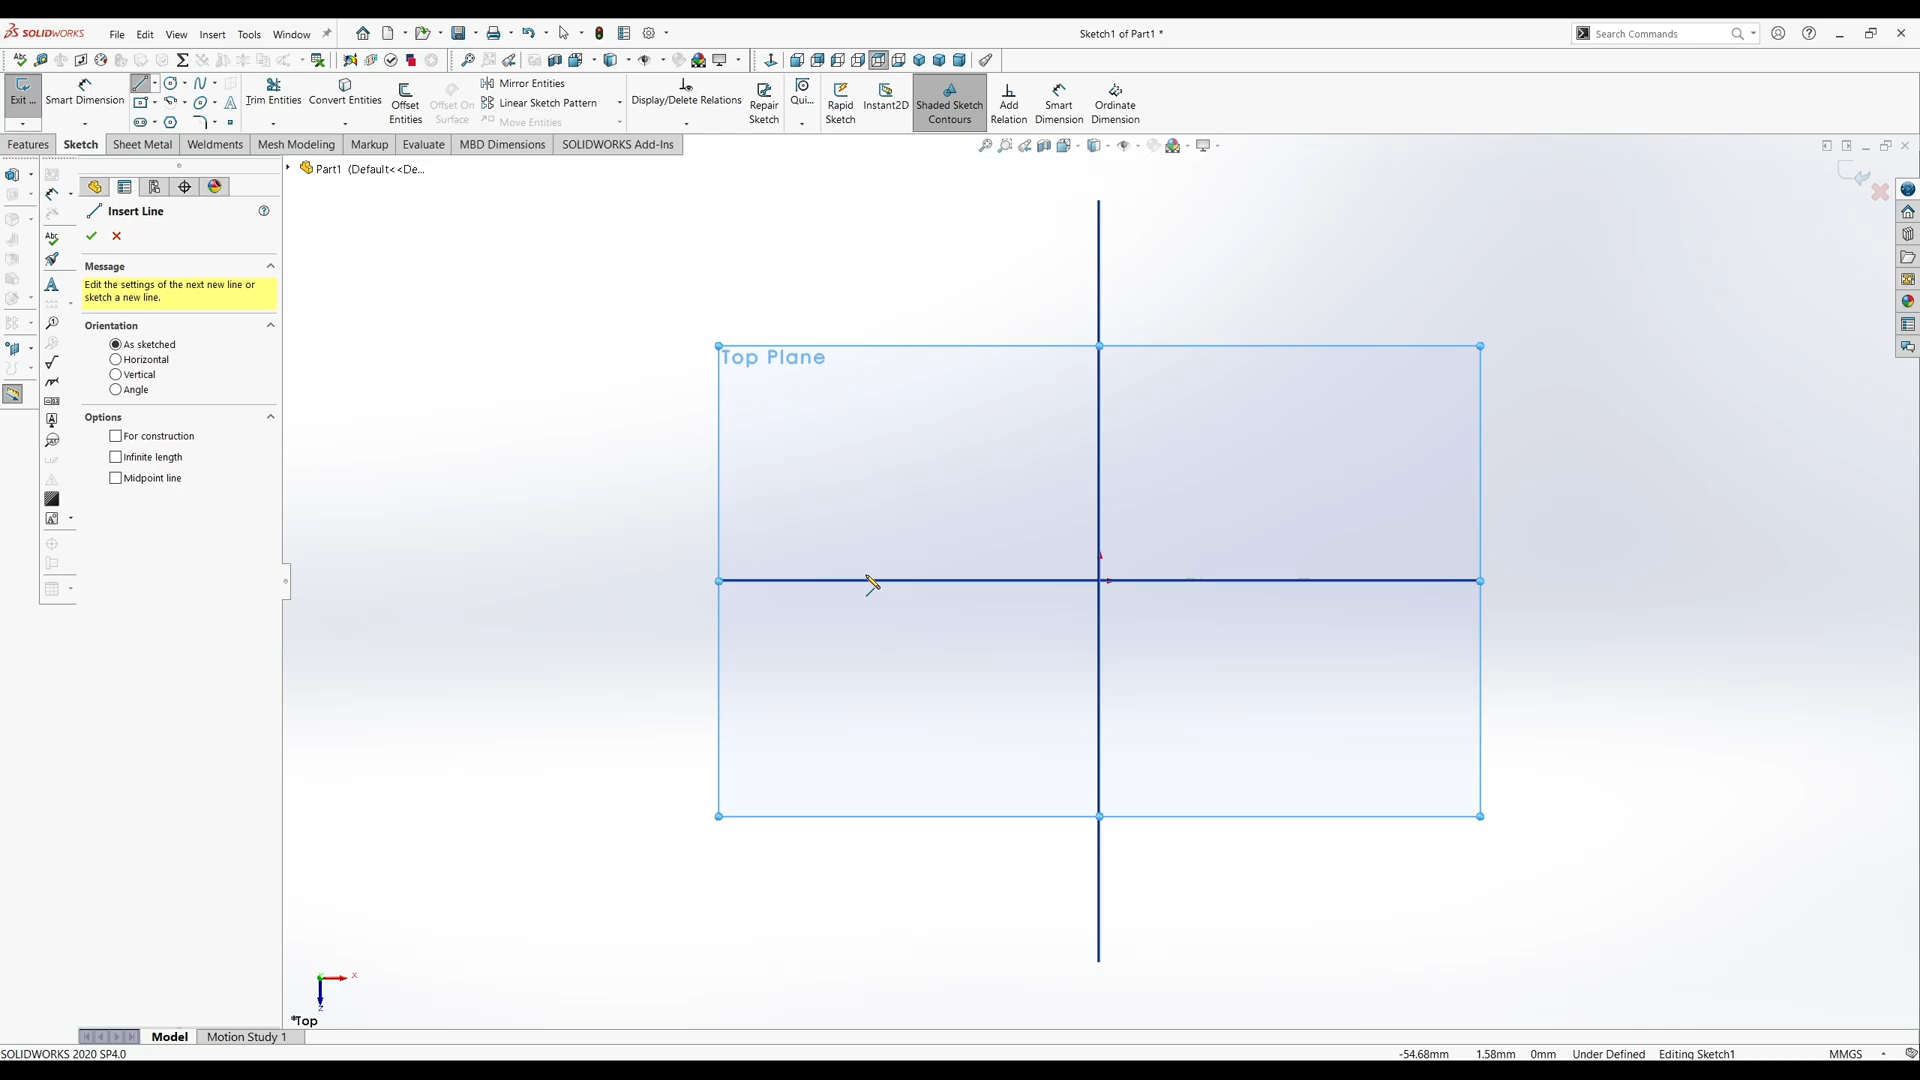 SOLIDWORKS File Edit View Insert Tools Window
Sketch1 of Part1 *
Search Commands
Exit ...
Smart Dimension
Trim Entities
Convert Entities
Offset Entities
Offset On Surface
Mirror Entities
Linear Sketch Pattern
Move Entities
Display/Delete Relations
Repair Sketch
Qui...
Rapid Sketch
Instant2D
Shaded Sketch Contours
Add Relation
Smart Dimension
Ordinate Dimension
Features Sketch Sheet Metal Weldments Mesh Modeling Markup Evaluate MBD Dimensions SOLIDWORKS Add-Ins
Part1 (Default<<De...
Insert Line
Message
Edit the settings of the next new line or
sketch a new line.
Orientation
As sketched
Horizontal
Vertical
Angle
Options
For construction
Infinite length
Midpoint line
Top Plane
X
Z
*Top
Model Motion Study 1
SOLIDWORKS 2020 SP4.0
-54.68mm 1.58mm 0mm Under Defined Editing Sketch1 MMGS